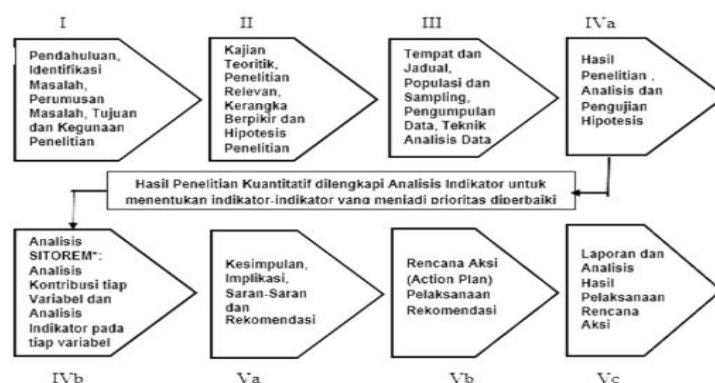 I
II
III
IVa
Pendahuluan,
Identifikasi
Masalah,
Perumusan
Masalah, Tujuan
dan Kegunaan
Penelitian
Kajian
Teoritik,
Penelitian
Relevan,
Kerangka
Berpikir dan
Hipotesis
Penelitian
Tempat dan
Jadual,
Populasi dan
Sampling,
Pengumpulan
Data, Teknik
Analisis Data
Hasil
Penelitian ,
Analisis dan
Pengujian
Hipotesis
Hasil Penelitian Kuantitatif dilengkapi Analisis Indikator untuk
menentukan indikator-indikator yang menjadi prioritas diperbaiki
Analisis
SITOREM*:
Analisis
Kontribusi tiap
Variabel dan
Analisis
Indikator pada
tiap variabel
Kesimpulan,
Implikasi,
Saran-Saran
dan
Rekomendasi
Rencana Aksi
(Action Plan)
Pelaksanaan
Rekomendasi
Laporan dan
Analisis
Hasil
Pelaksanaan
Rencana
Aksi
IVb
Va
Vb
Vc